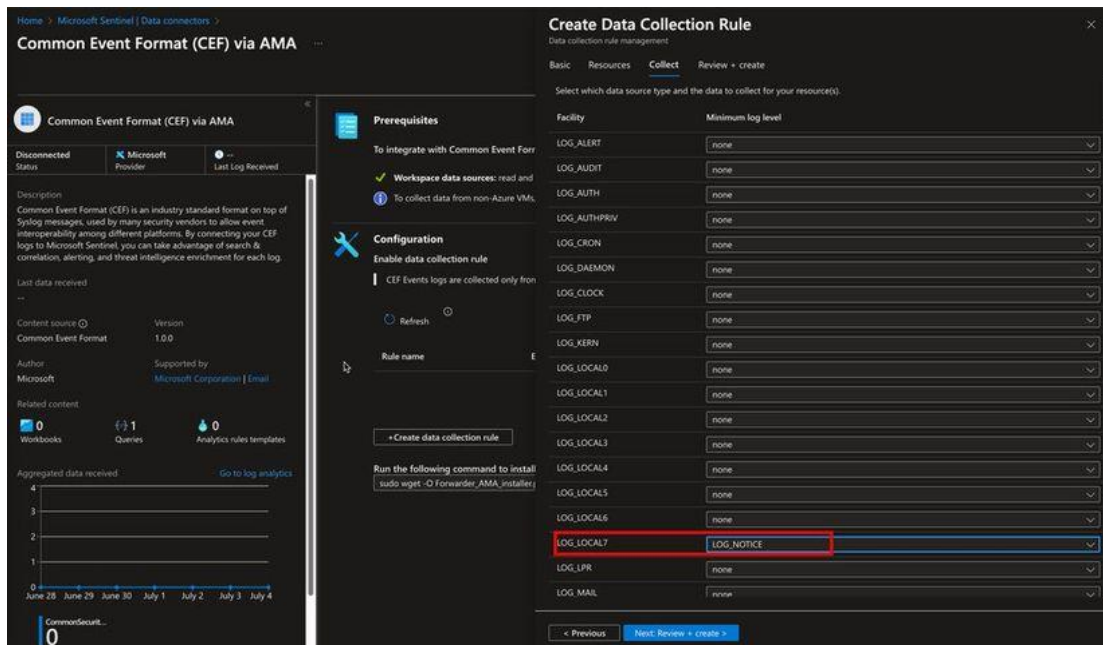 Home > Microsoft Sentinel | Data connectors >
Common Event Format (CEF) via AMA ...
Common Event Format (CEF) via AMA
Disconnected
Status
Microsoft
Provider
--
Last Log Received
Description
Common Event Format (CEF) is an industry standard format on top of
Syslog messages, used by many security vendors to allow event
interoperability among different platforms. By connecting your CEF
logs to Microsoft Sentinel, you can take advantage of search &
correlation, alerting, and threat intelligence enrichment for each log.
Last data received
--
Content source
Common Event Format
Version
1.0.0
Author
Microsoft
Supported by
Microsoft Corporation | Email
Related content
0
Workbooks
1
Queries
0
Analytics rules templates
Aggregated data received
Go to log analytics
4
3
2
1
0
June 28 June 29 June 30 July 1 July 2 July 3 July 4
CommonSecurit...
0
Prerequisites
To integrate with Common Event Forr
Workspace data sources: read and
To collect data from non-Azure VMs,
Configuration
Enable data collection rule
CEF Events logs are collected only fron
Refresh
Rule name
+Create data collection rule
Run the following command to install
sudo wget -O Forwarder_AMA_installer.p
Create Data Collection Rule
Data collection rule management
Basic Resources Collect Review + create
Select which data source type and the data to collect for your resource(s).
Facility Minimum log level
LOG_ALERT none
LOG_AUDIT none
LOG_AUTH none
LOG_AUTHPRIV none
LOG_CRON none
LOG_DAEMON none
LOG_CLOCK none
LOG_FTP none
LOG_KERN none
LOG_LOCAL0 none
LOG_LOCAL1 none
LOG_LOCAL2 none
LOG_LOCAL3 none
LOG_LOCAL4 none
LOG_LOCAL5 none
LOG_LOCAL6 none
LOG_LOCAL7 LOG_NOTICE
LOG_LPR none
LOG_MAIL none
< Previous
Next: Review + create >